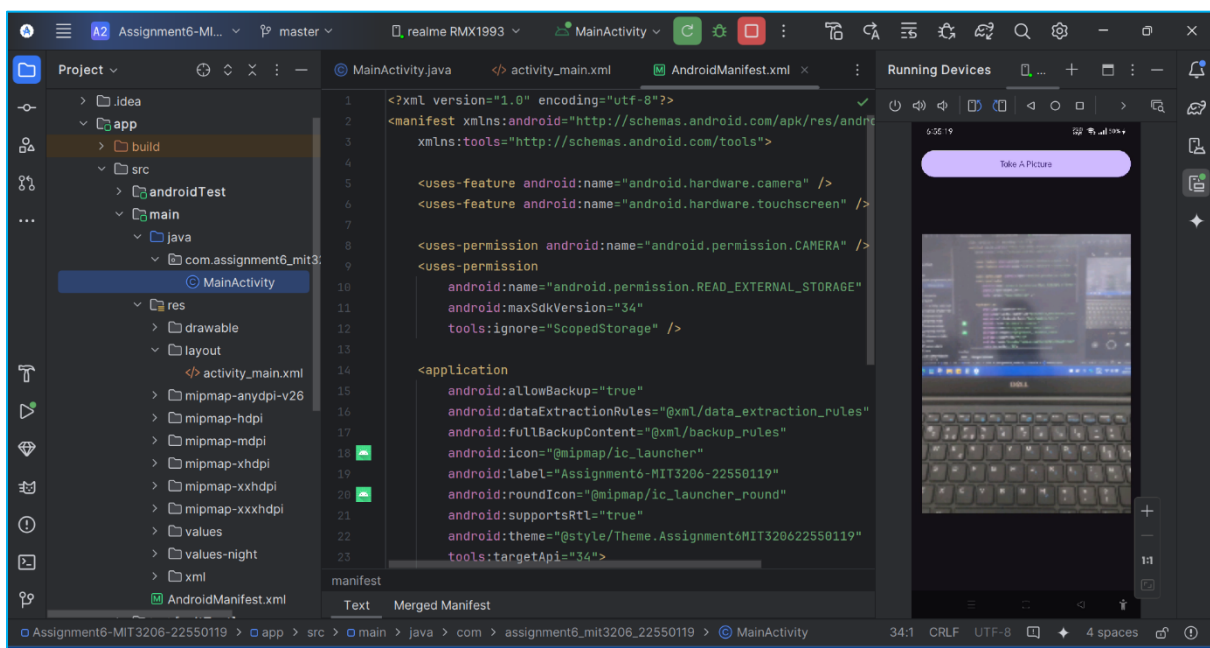 A2 Assignment6-MI... master realme RMX1993 MainActivity
Project
MainActivity.java activity_main.xml AndroidManifest.xml
Running Devices
.idea
app
build
src
androidTest
main
java
com.assignment6_mit3
MainActivity
res
drawable
layout
activity_main.xml
mipmap-anydpi-v26
mipmap-hdpi
mipmap-mdpi
mipmap-xhdpi
mipmap-xxhdpi
mipmap-xxxhdpi
values
values-night
xml
AndroidManifest.xml
1 <?xml version="1.0" encoding="utf-8"?>
2 <manifest xmlns:android="http://schemas.android.com/apk/res/andro
3 xmlns:tools="http://schemas.android.com/tools">
4
5 <uses-feature android:name="android.hardware.camera" />
6 <uses-feature android:name="android.hardware.touchscreen" />
7
8 <uses-permission android:name="android.permission.CAMERA" />
9 <uses-permission
10 android:name="android.permission.READ_EXTERNAL_STORAGE"
11 android:maxSdkVersion="34"
12 tools:ignore="ScopedStorage" />
13
14 <application
15 android:allowBackup="true"
16 android:dataExtractionRules="@xml/data_extraction_rules"
17 android:fullBackupContent="@xml/backup_rules"
18 android:icon="@mipmap/ic_launcher"
19 android:label="Assignment6-MIT3206-22550119"
20 android:roundIcon="@mipmap/ic_launcher_round"
21 android:supportsRtl="true"
22 android:theme="@style/Theme.Assignment6MIT320622550119"
23 tools:targetApi="34">
manifest
Text Merged Manifest
6:55:19
Take A Picture
DELL
1:1
Assignment6-MIT3206-22550119 > app > src > main > java > com > assignment6_mit3206_22550119 > MainActivity
34:1 CRLF UTF-8 4 spaces